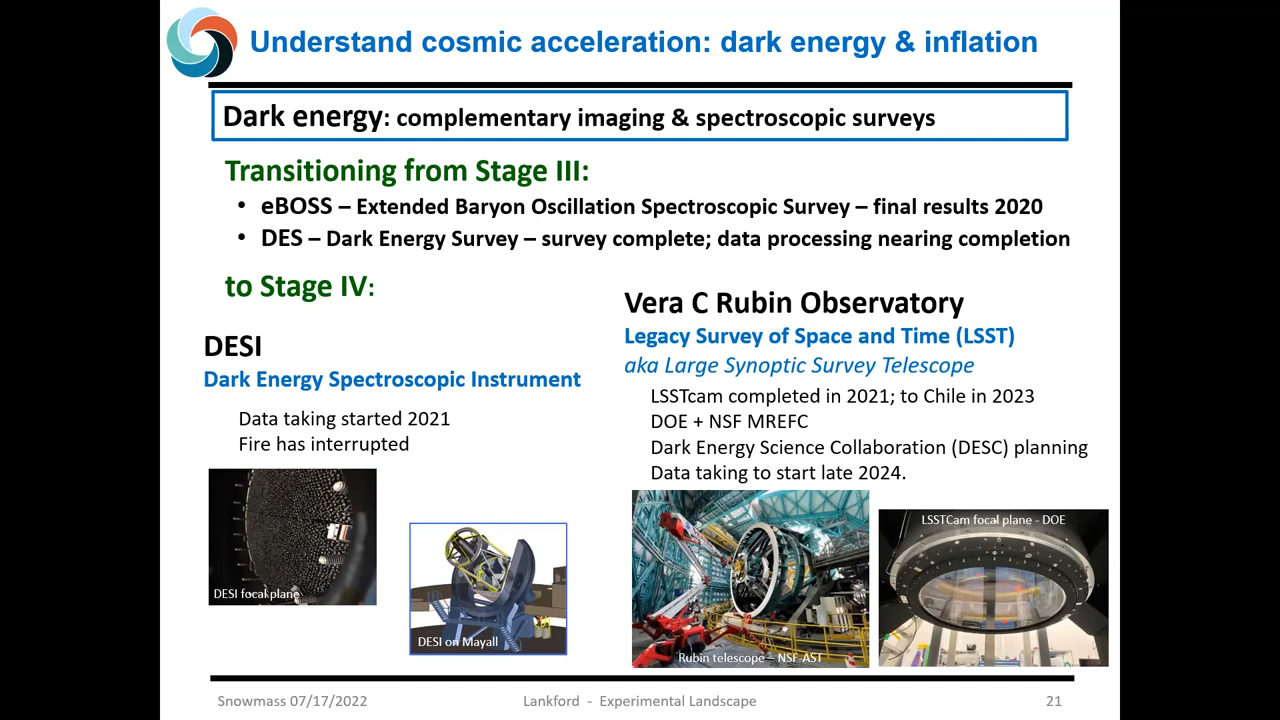 Understand cosmic acceleration: dark energy & inflation
Dark energy: complementary imaging & spectroscopic surveys
Transitioning from Stage III:
• eBOSS – Extended Baryon Oscillation Spectroscopic Survey – final results 2020
• DES – Dark Energy Survey – survey complete; data processing nearing completion
to Stage IV:
DESI
Dark Energy Spectroscopic Instrument
Data taking started 2021
Fire has interrupted
DESI focal plane
DESI on Mayall
Vera C Rubin Observatory
Legacy Survey of Space and Time (LSST)
aka Large Synoptic Survey Telescope
LSSTcam completed in 2021; to Chile in 2023
DOE + NSF MREFC
Dark Energy Science Collaboration (DESC) planning
Data taking to start late 2024.
Rubin telescope – NSF-AST
LSSTCam focal plane - DOE
Snowmass 07/17/2022
Lankford - Experimental Landscape
21